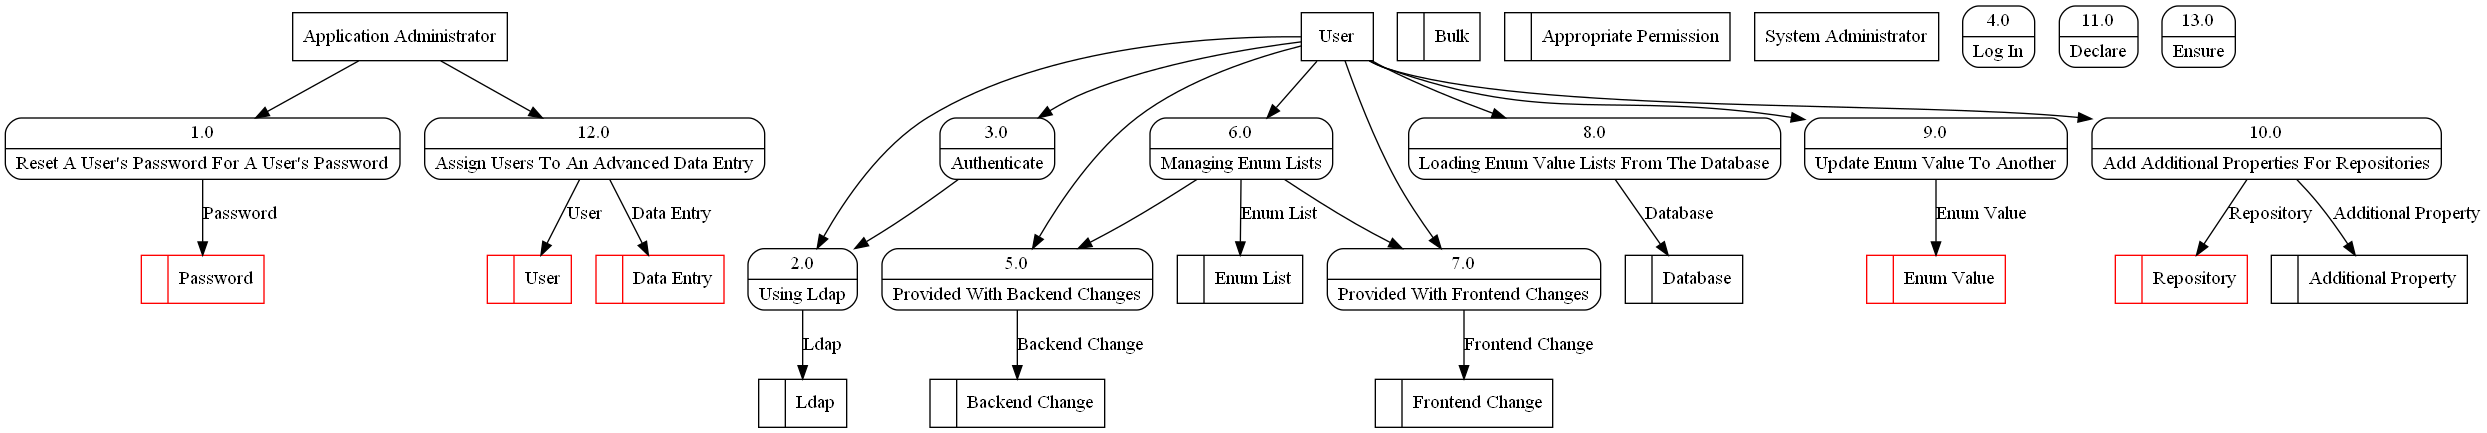 Application Administrator
User
Bulk
Appropriate Permission
System Administrator
4.0
Log In
11.0
Declare
13.0
Ensure
1.0
Reset A User's Password For A User's Password
12.0
Assign Users To An Advanced Data Entry
3.0
Authenticate
6.0
Managing Enum Lists
8.0
Loading Enum Value Lists From The Database
9.0
Update Enum Value To Another
10.0
Add Additional Properties For Repositories
Password
User
Data Entry
Enum List
Database
Enum Value
Repository
Additional Property
Password
User
Data Entry
2.0
Using Ldap
5.0
Provided With Backend Changes
Enum List
7.0
Provided With Frontend Changes
Database
Enum Value
Repository
Additional Property
Ldap
Backend Change
Frontend Change
Ldap
Backend Change
Frontend Change